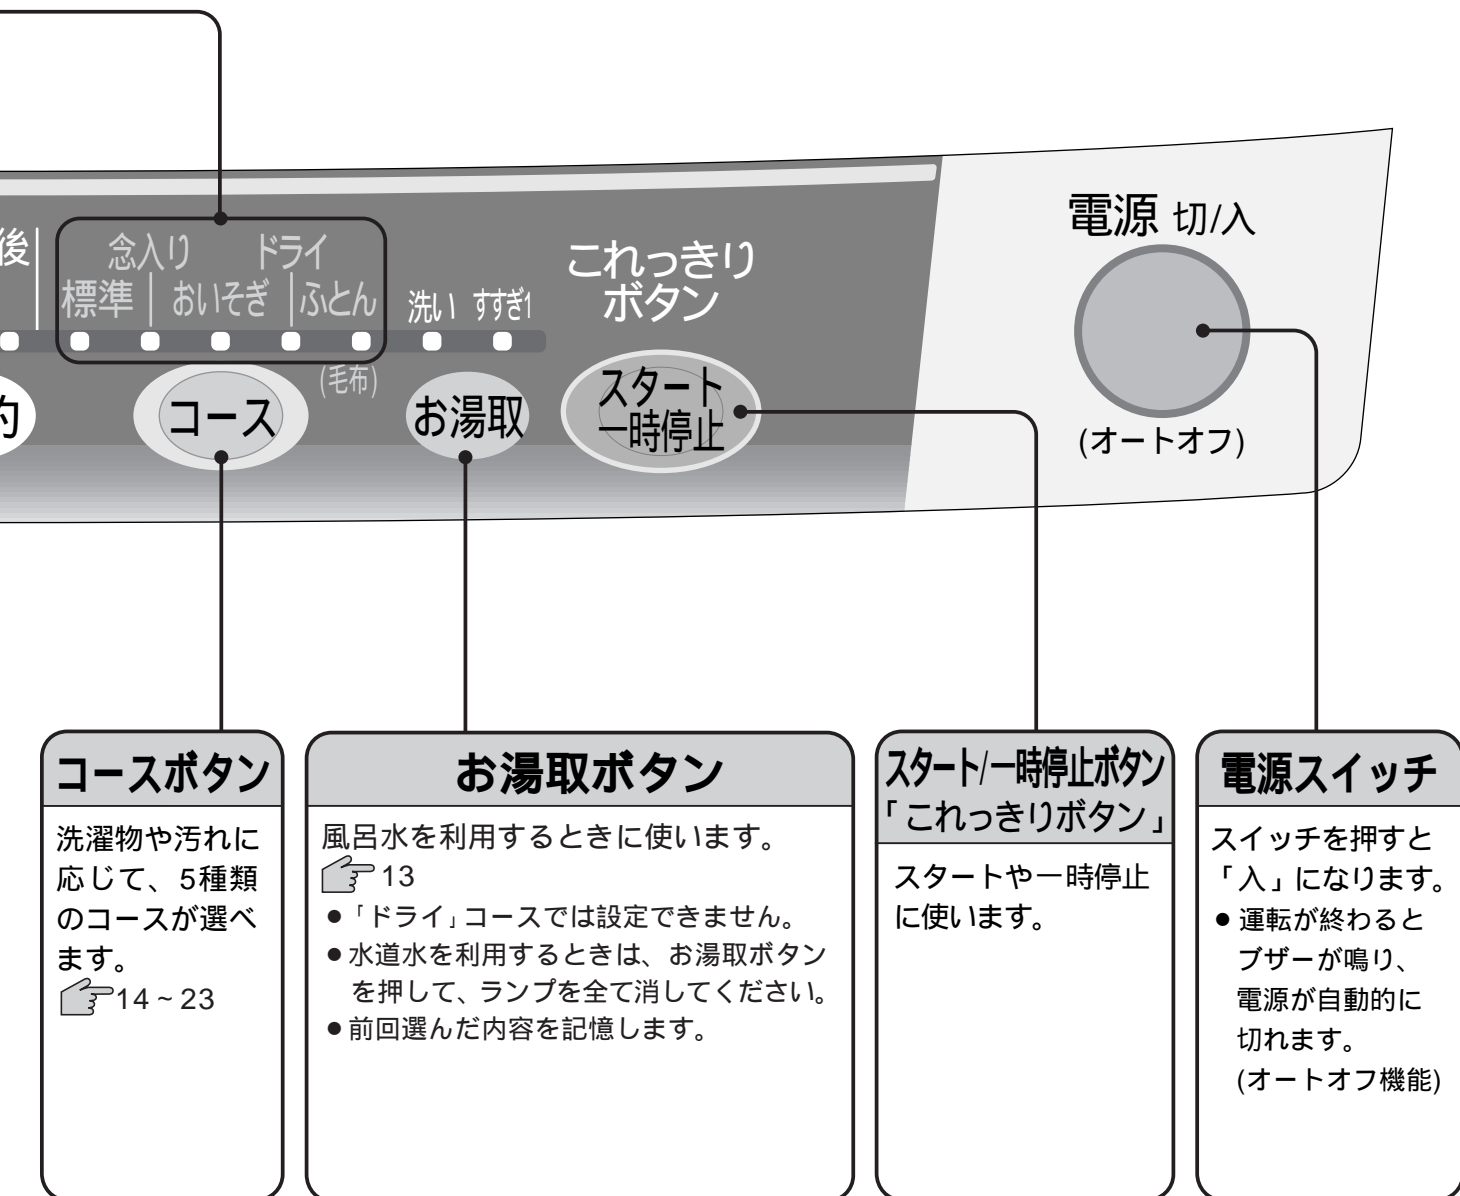 後
念入り ドライ
標準 おいそぎ ふとん
(毛布)
洗い すすぎ1
これっきり
ボタン
電源 切/入
約
コース
お湯取
スタート
一時停止
(オートオフ)
コースボタン
洗濯物や汚れに
応じて、5種類
のコースが選べ
ます。
14~23
お湯取ボタン
風呂水を利用するときに使います。
13
●「ドライ」コースでは設定できません。
●水道水を利用するときは、お湯取ボタン
を押して、ランプを全て消してください。
●前回選んだ内容を記憶します。
スタート/一時停止ボタン
「これっきりボタン」
スタートや一時停止
に使います。
電源スイッチ
スイッチを押すと
「入」になります。
●運転が終わると
ブザーが鳴り、
電源が自動的に
切れます。
(オートオフ機能)